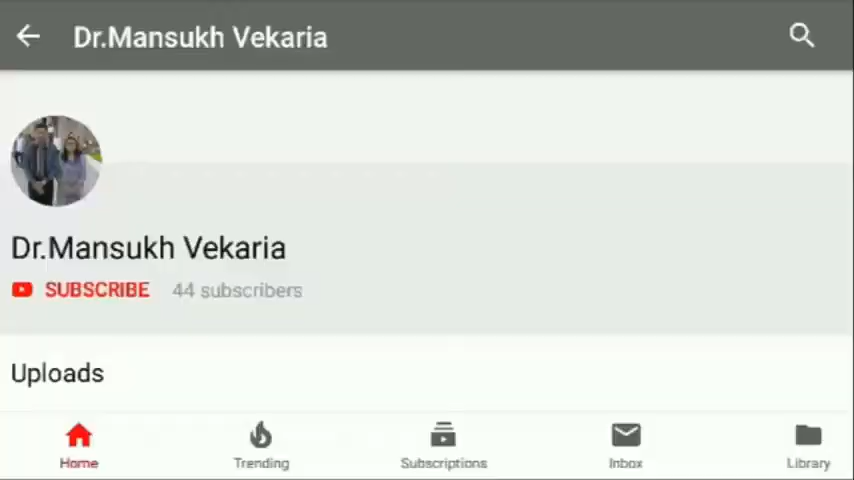 Dr.Mansukh Vekaria
Dr.Mansukh Vekaria
SUBSCRIBE 44 subscribers
Uploads
Home Trending Subscriptions Inbox Library